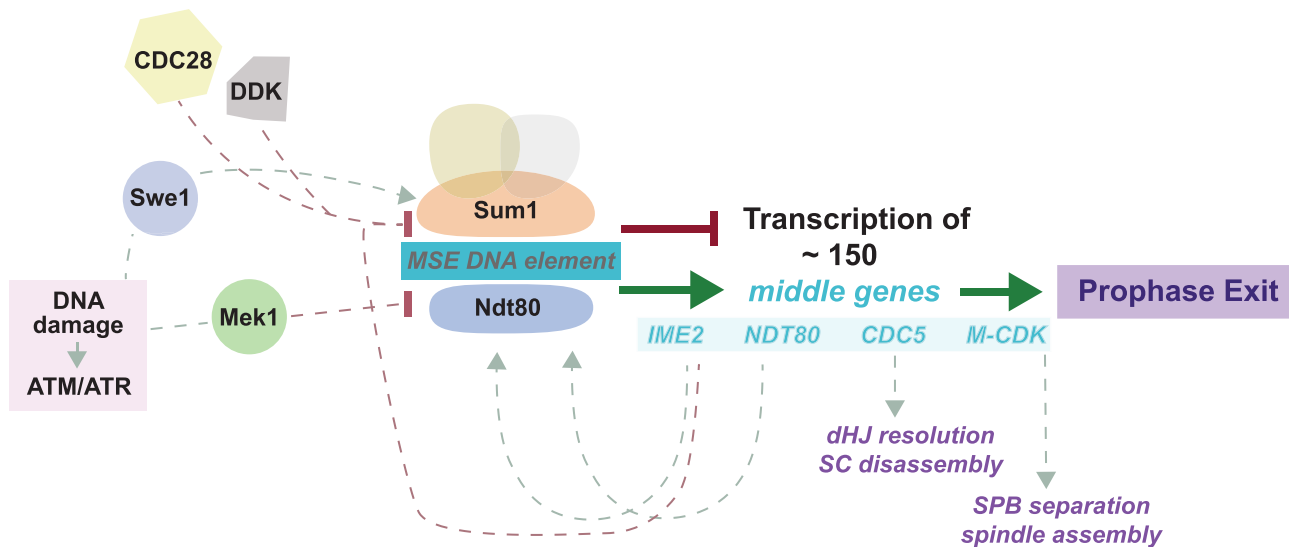 CDC28
DDK
Swe1
Sum1
Transcription of
~ 150
middle genes
MSE DNA element
Prophase Exit
DNA
damage
ATM/ATR
Mek1
Ndt80
IME2 NDT80 CDC5 M-CDK
dHJ resolution
SC disassembly
SPB separation
spindle assembly